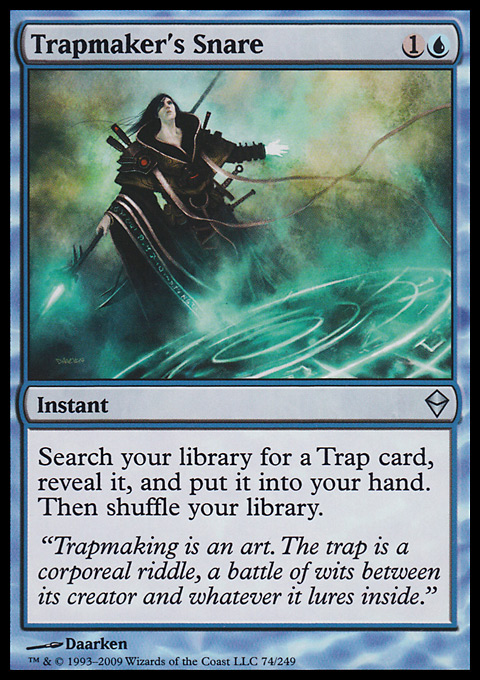 Trapmaker's Snare 1
Instant
Search your library for a Trap card,
reveal it, and put it into your hand.
Then shuffle your library.
“Trapmaking is an art. The trap is a
corporeal riddle, a battle of wits between
its creator and whatever it lures inside.”
Daarken
™ & © 1993–2009 Wizards of the Coast LLC 74/249